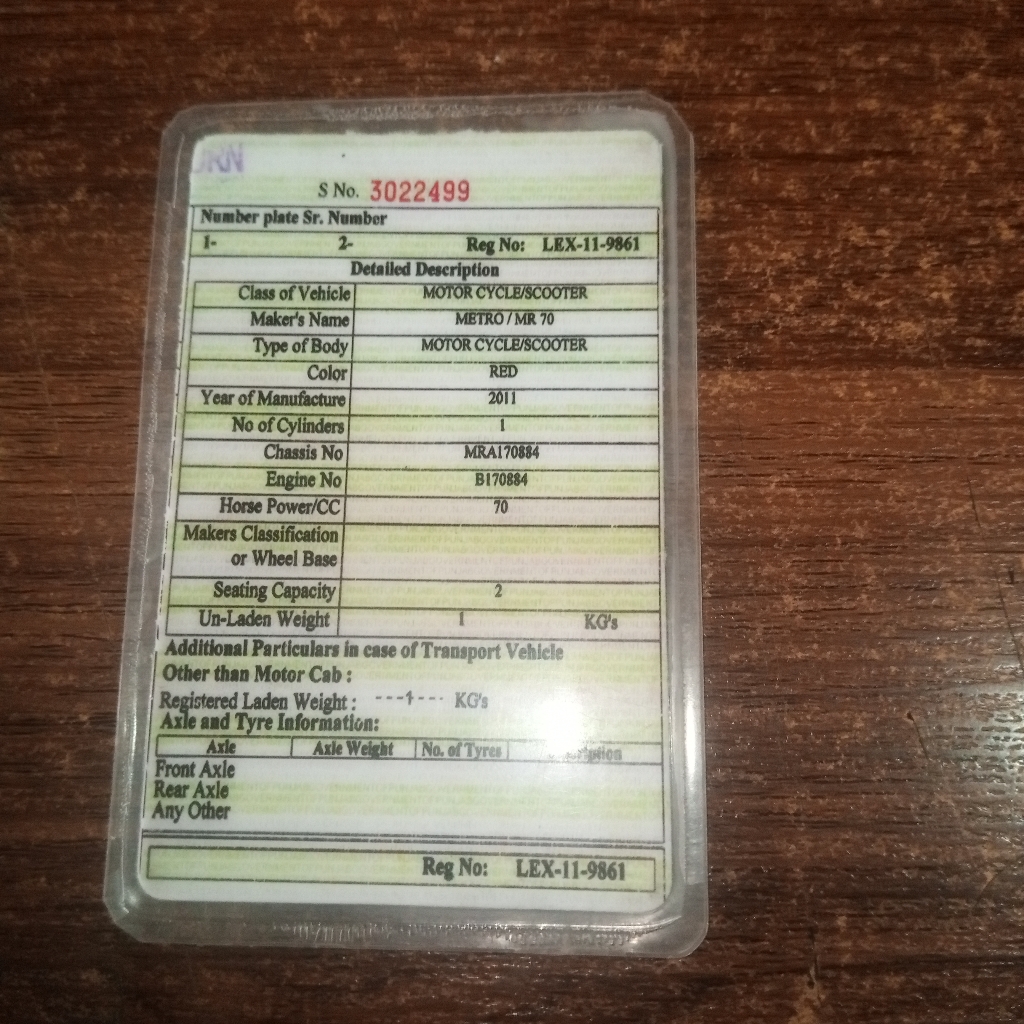 S No. 3022499
Number plate Sr. Number
1- 2- Reg No: LEX-11-9861
Detailed Description
Class of Vehicle MOTOR CYCLE/SCOOTER
Maker's Name METRO / MR 70
Type of Body MOTOR CYCLE/SCOOTER
Color RED
Year of Manufacture 2011
No of Cylinders 1
Chassis No MRA170884
Engine No B170884
Horse Power/CC 70
Makers Classification
or Wheel Base
Seating Capacity 2
Un-Laden Weight 1 KG's
Additional Particulars in case of Transport Vehicle
Other than Motor Cab :
Registered Laden Weight : ---1--- KG's
Axle and Tyre Information:
Axle Axle Weight No. of Tyres
Front Axle
Rear Axle
Any Other
Reg No: LEX-11-9861